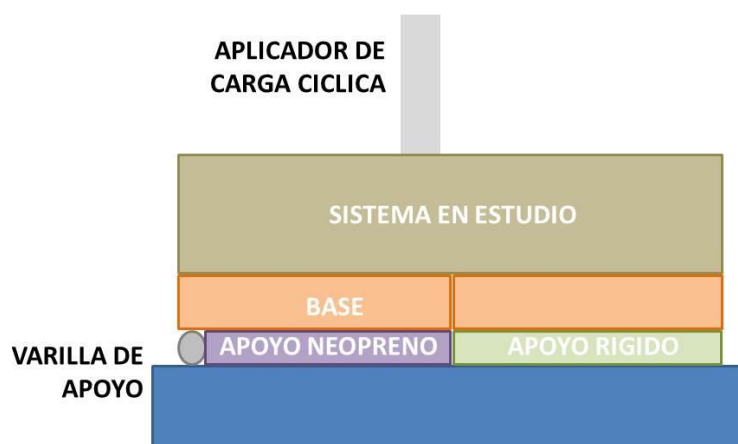 APLICADOR DE
CARGA CICLICA
SISTEMA EN ESTUDIO
BASE
APOYO NEOPRENO
APOYO RIGIDO
VARILLA DE
APOYO